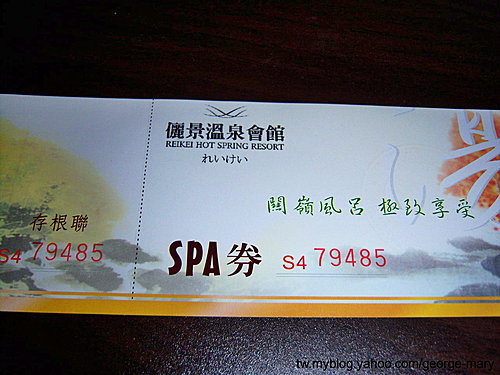 存根聯
S4 79485
儷景溫泉會館
REIKEI HOT SPRING RESORT
れいけい
關嶺風呂 極致享受
SPA券
S4 79485
tw.myblog.yahoo.com/george-mary